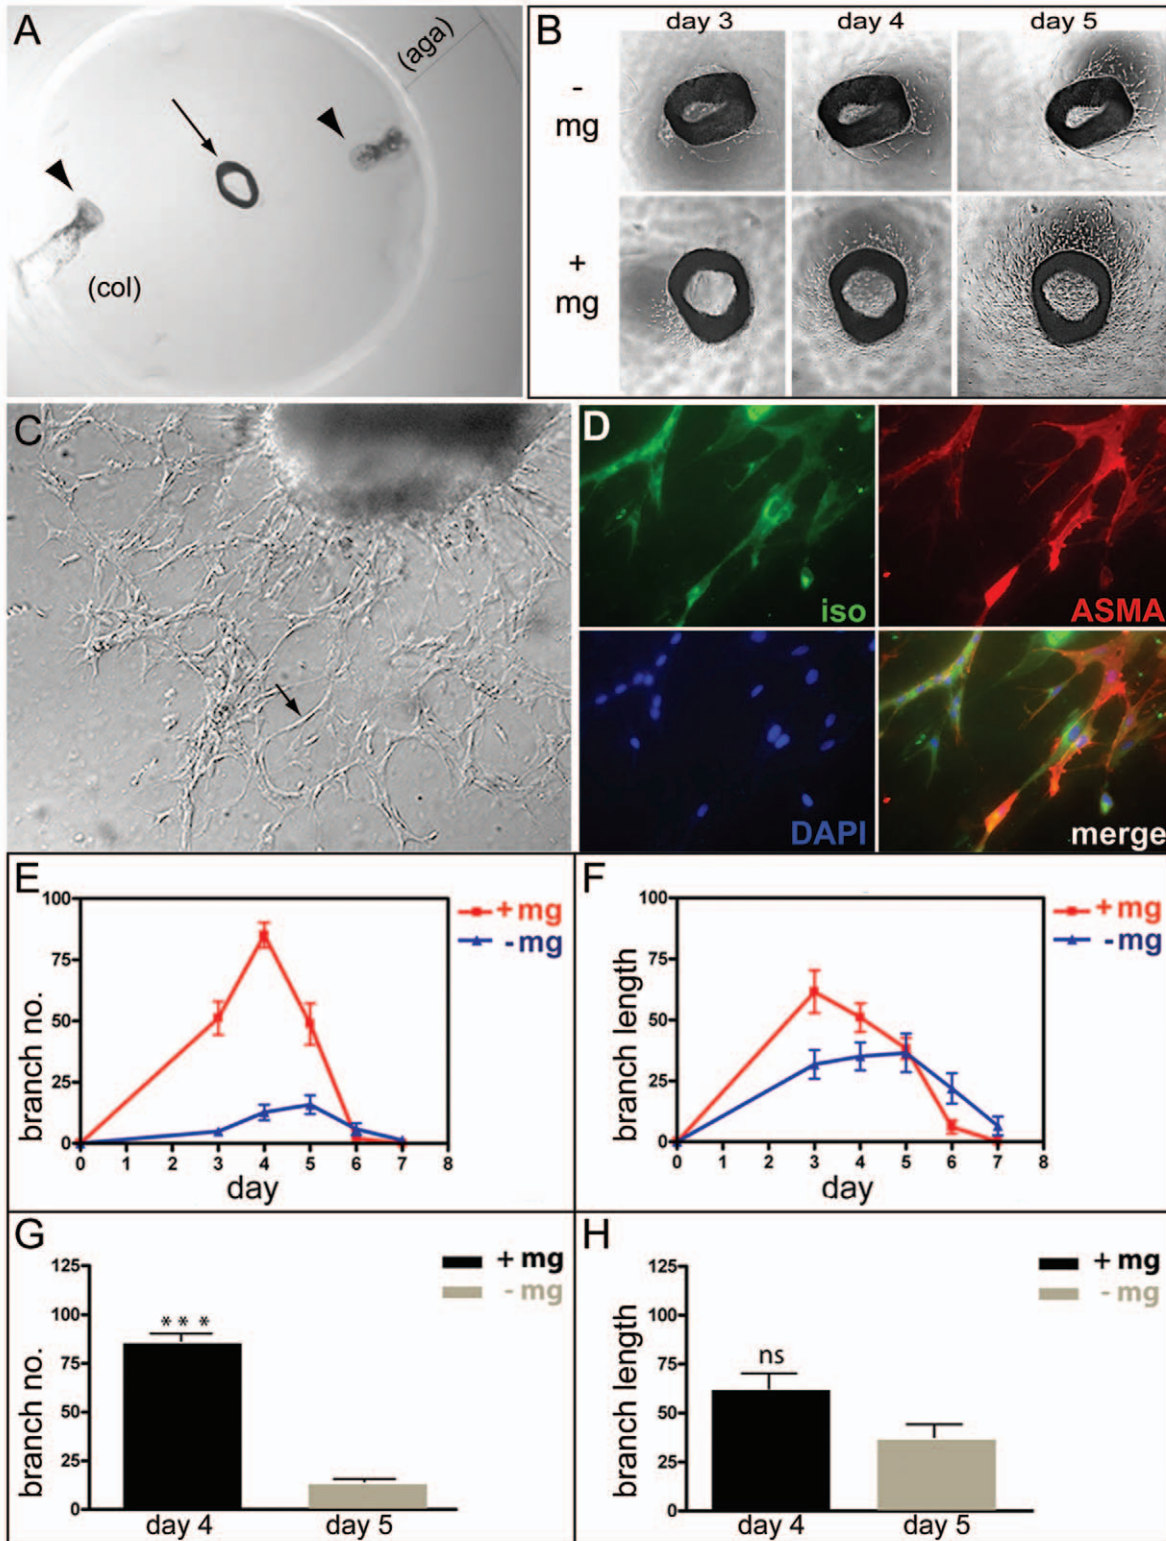 A
(aga)
(col)
B
day 3
day 4
day 5
-
mg
+
mg
C
D
iso
ASMA
DAPI
merge
E
branch no.
100
75
50
25
0
0 1 2 3 4 5 6 7 8
day
+ mg
- mg
F
branch length
100
75
50
25
0
0 1 2 3 4 5 6 7 8
day
+ mg
- mg
G
branch no.
125
100
75
50
25
0
***
day 4
day 5
+ mg
- mg
H
branch length
125
100
75
50
25
0
ns
day 4
day 5
+ mg
- mg